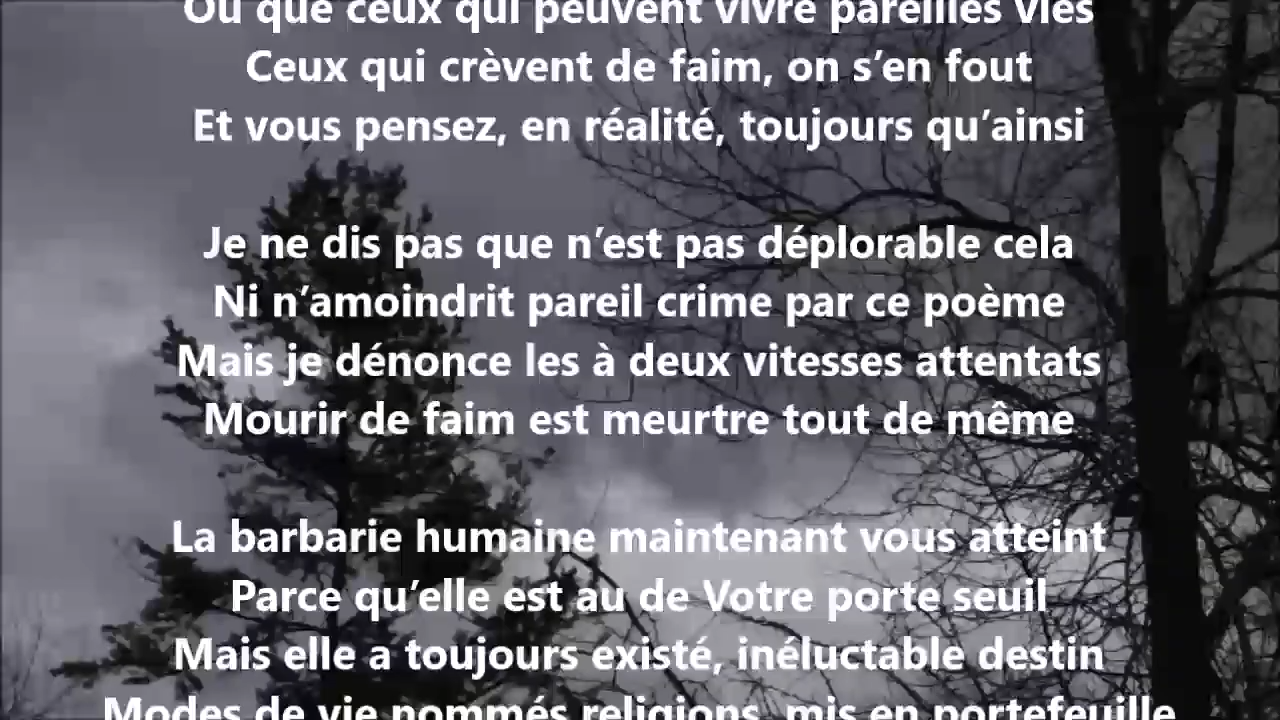 Ou que ceux qui peuvent vivre pareilles vies
Ceux qui crèvent de faim, on s’en fout
Et vous pensez, en réalité, toujours qu’ainsi
Je ne dis pas que n’est pas déplorable cela
Ni n’amoindrit pareil crime par ce poème
Mais je dénonce les à deux vitesses attentats
Mourir de faim est meurtre tout de même
La barbarie humaine maintenant vous atteint
Parce qu’elle est au de Votre porte seuil
Mais elle a toujours existé, inéluctable destin
Modes de vie nommés religions, mis en portefeuille